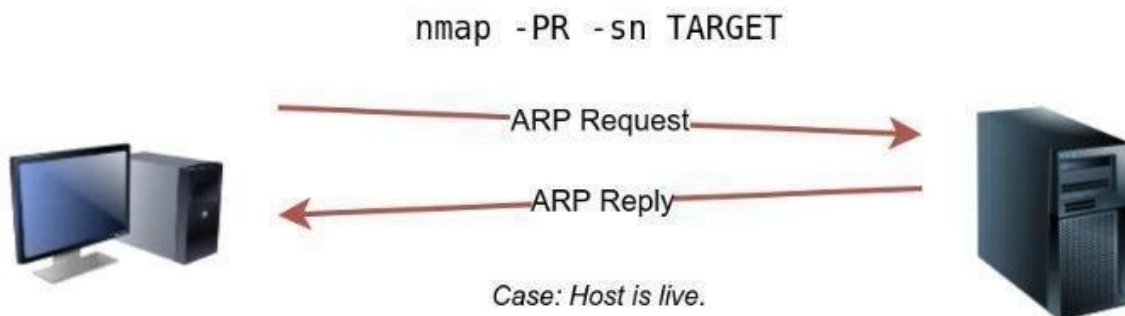 nmap -PR -sn TARGET
ARP Request
ARP Reply
Case: Host is live.